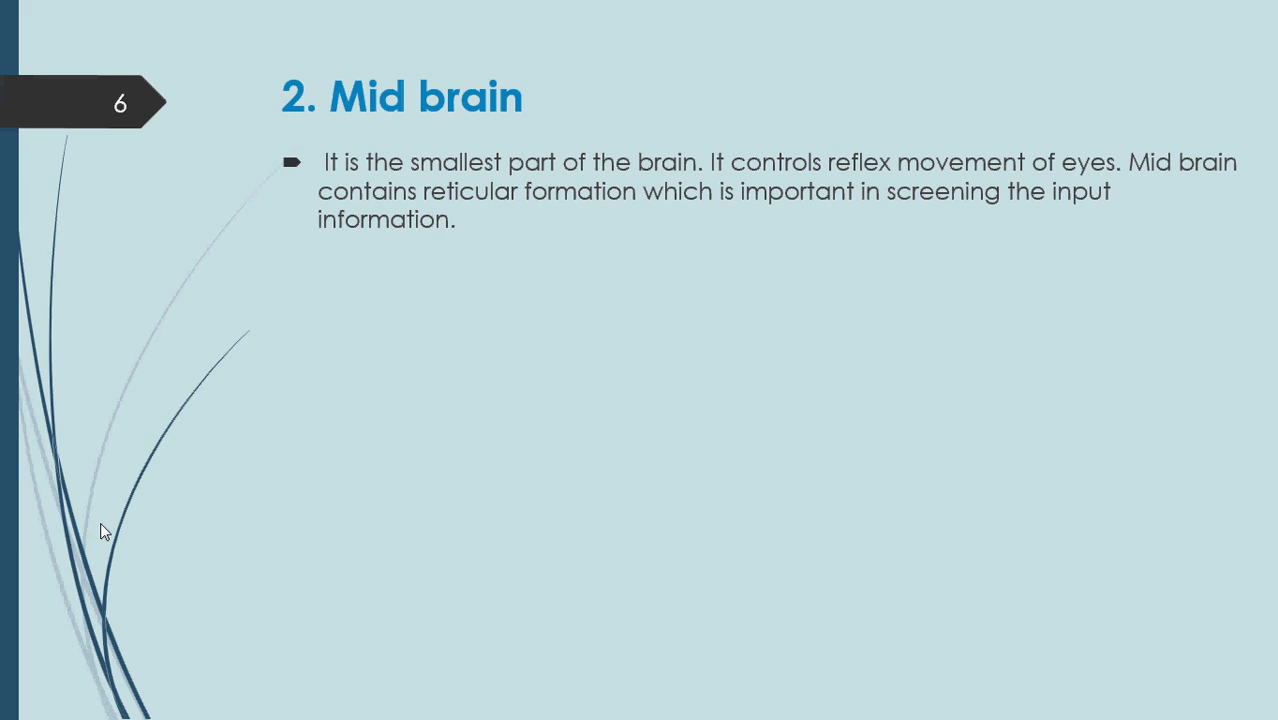 6
2. Mid brain
It is the smallest part of the brain. It controls reflex movement of eyes. Mid brain
contains reticular formation which is important in screening the input
information.